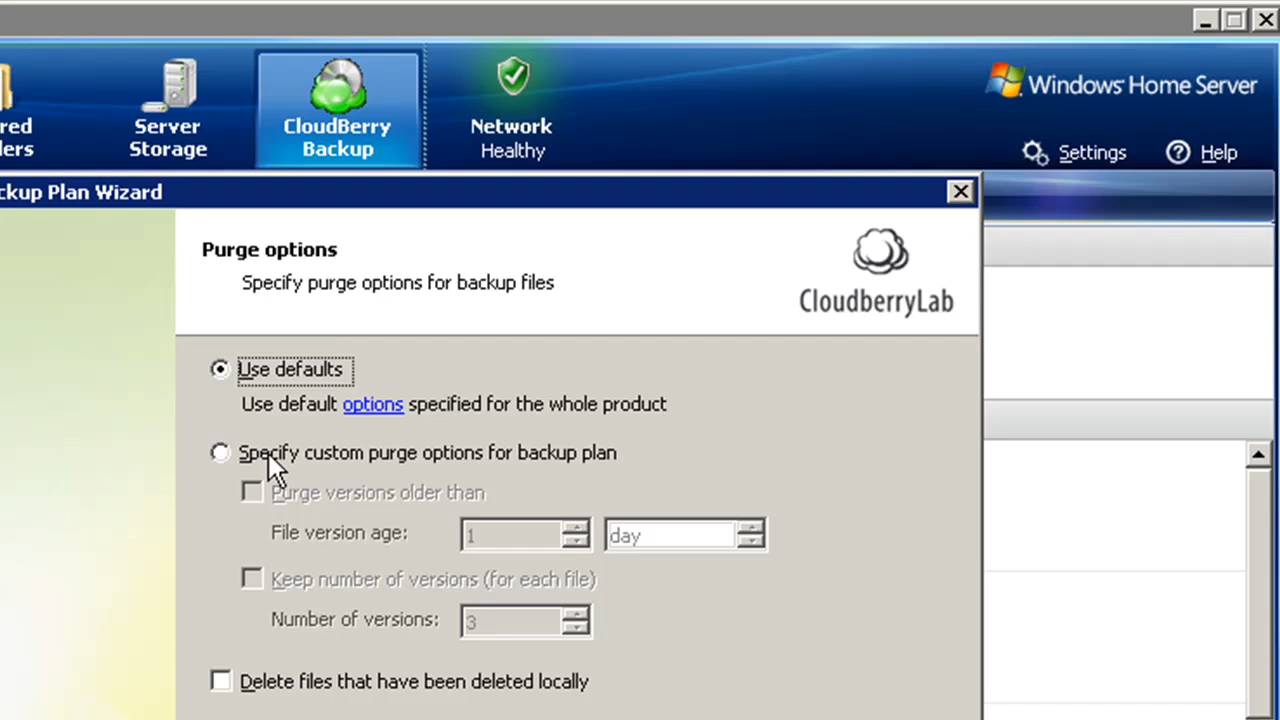 Windows Home Server
red
ers
Server
Storage
CloudBerry
Backup
Network
Healthy
Settings
Help
ckup Plan Wizard
Purge options
Specify purge options for backup files
CloudberryLab
Use defaults
Use default options specified for the whole product
Specify custom purge options for backup plan
Purge versions older than
File version age: 1 day
Keep number of versions (for each file)
Number of versions: 3
Delete files that have been deleted locally